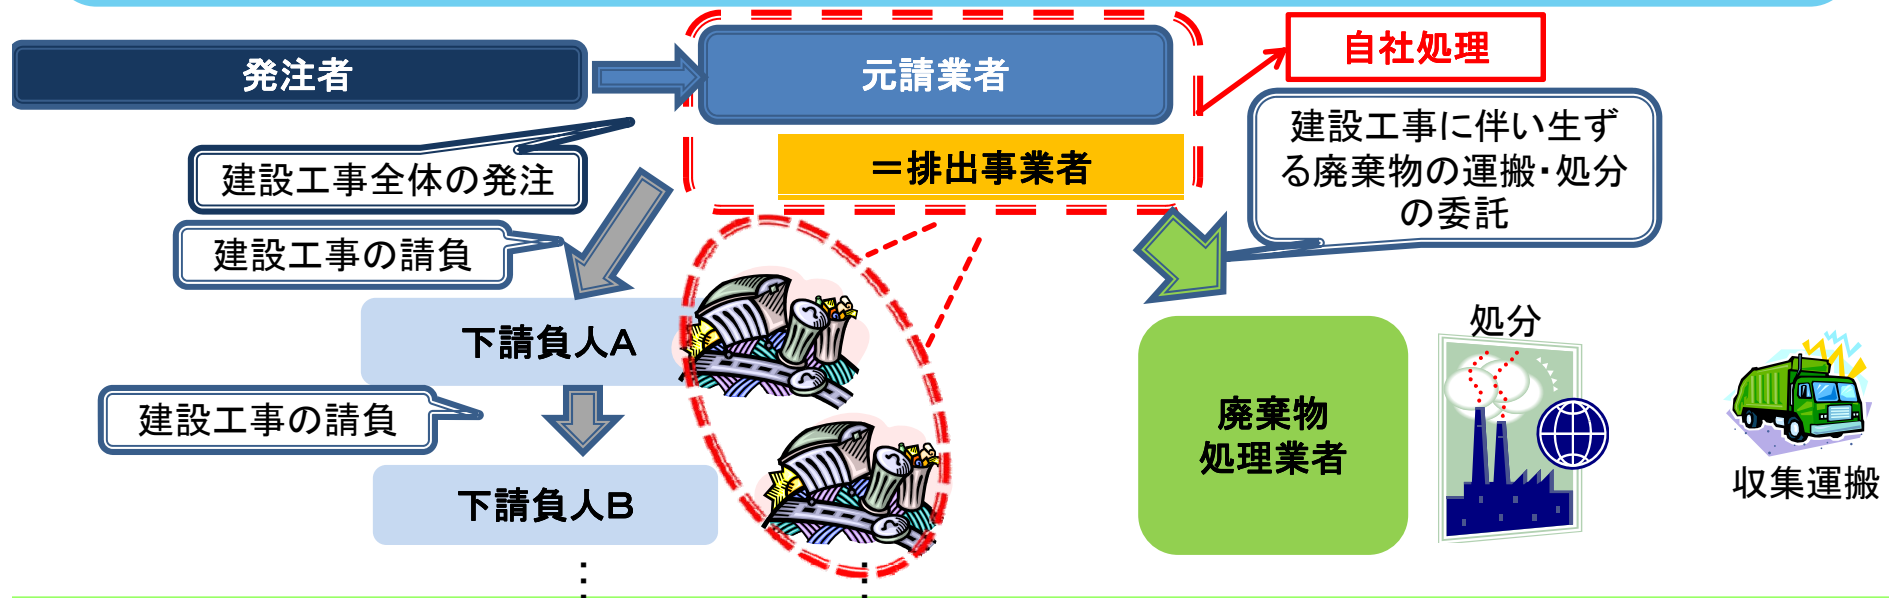 発注者
元請業者
自社処理
＝排出事業者
建設工事全体の発注
建設工事に伴い生ず
る廃棄物の運搬・処分
の委託
建設工事の請負
下請負人A
建設工事の請負
下請負人B
廃棄物
処理業者
処分
収集運搬